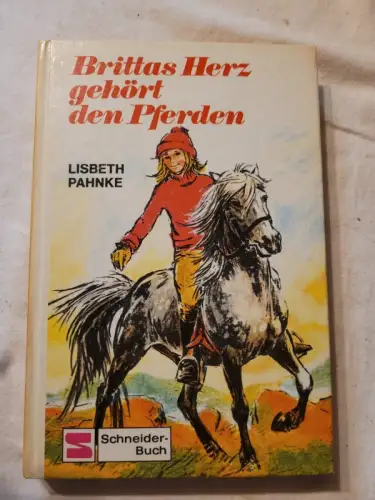 Brittas Herz
gehört
den Pferden
LISBETH
PAHNKE
S
Schneider-
Buch